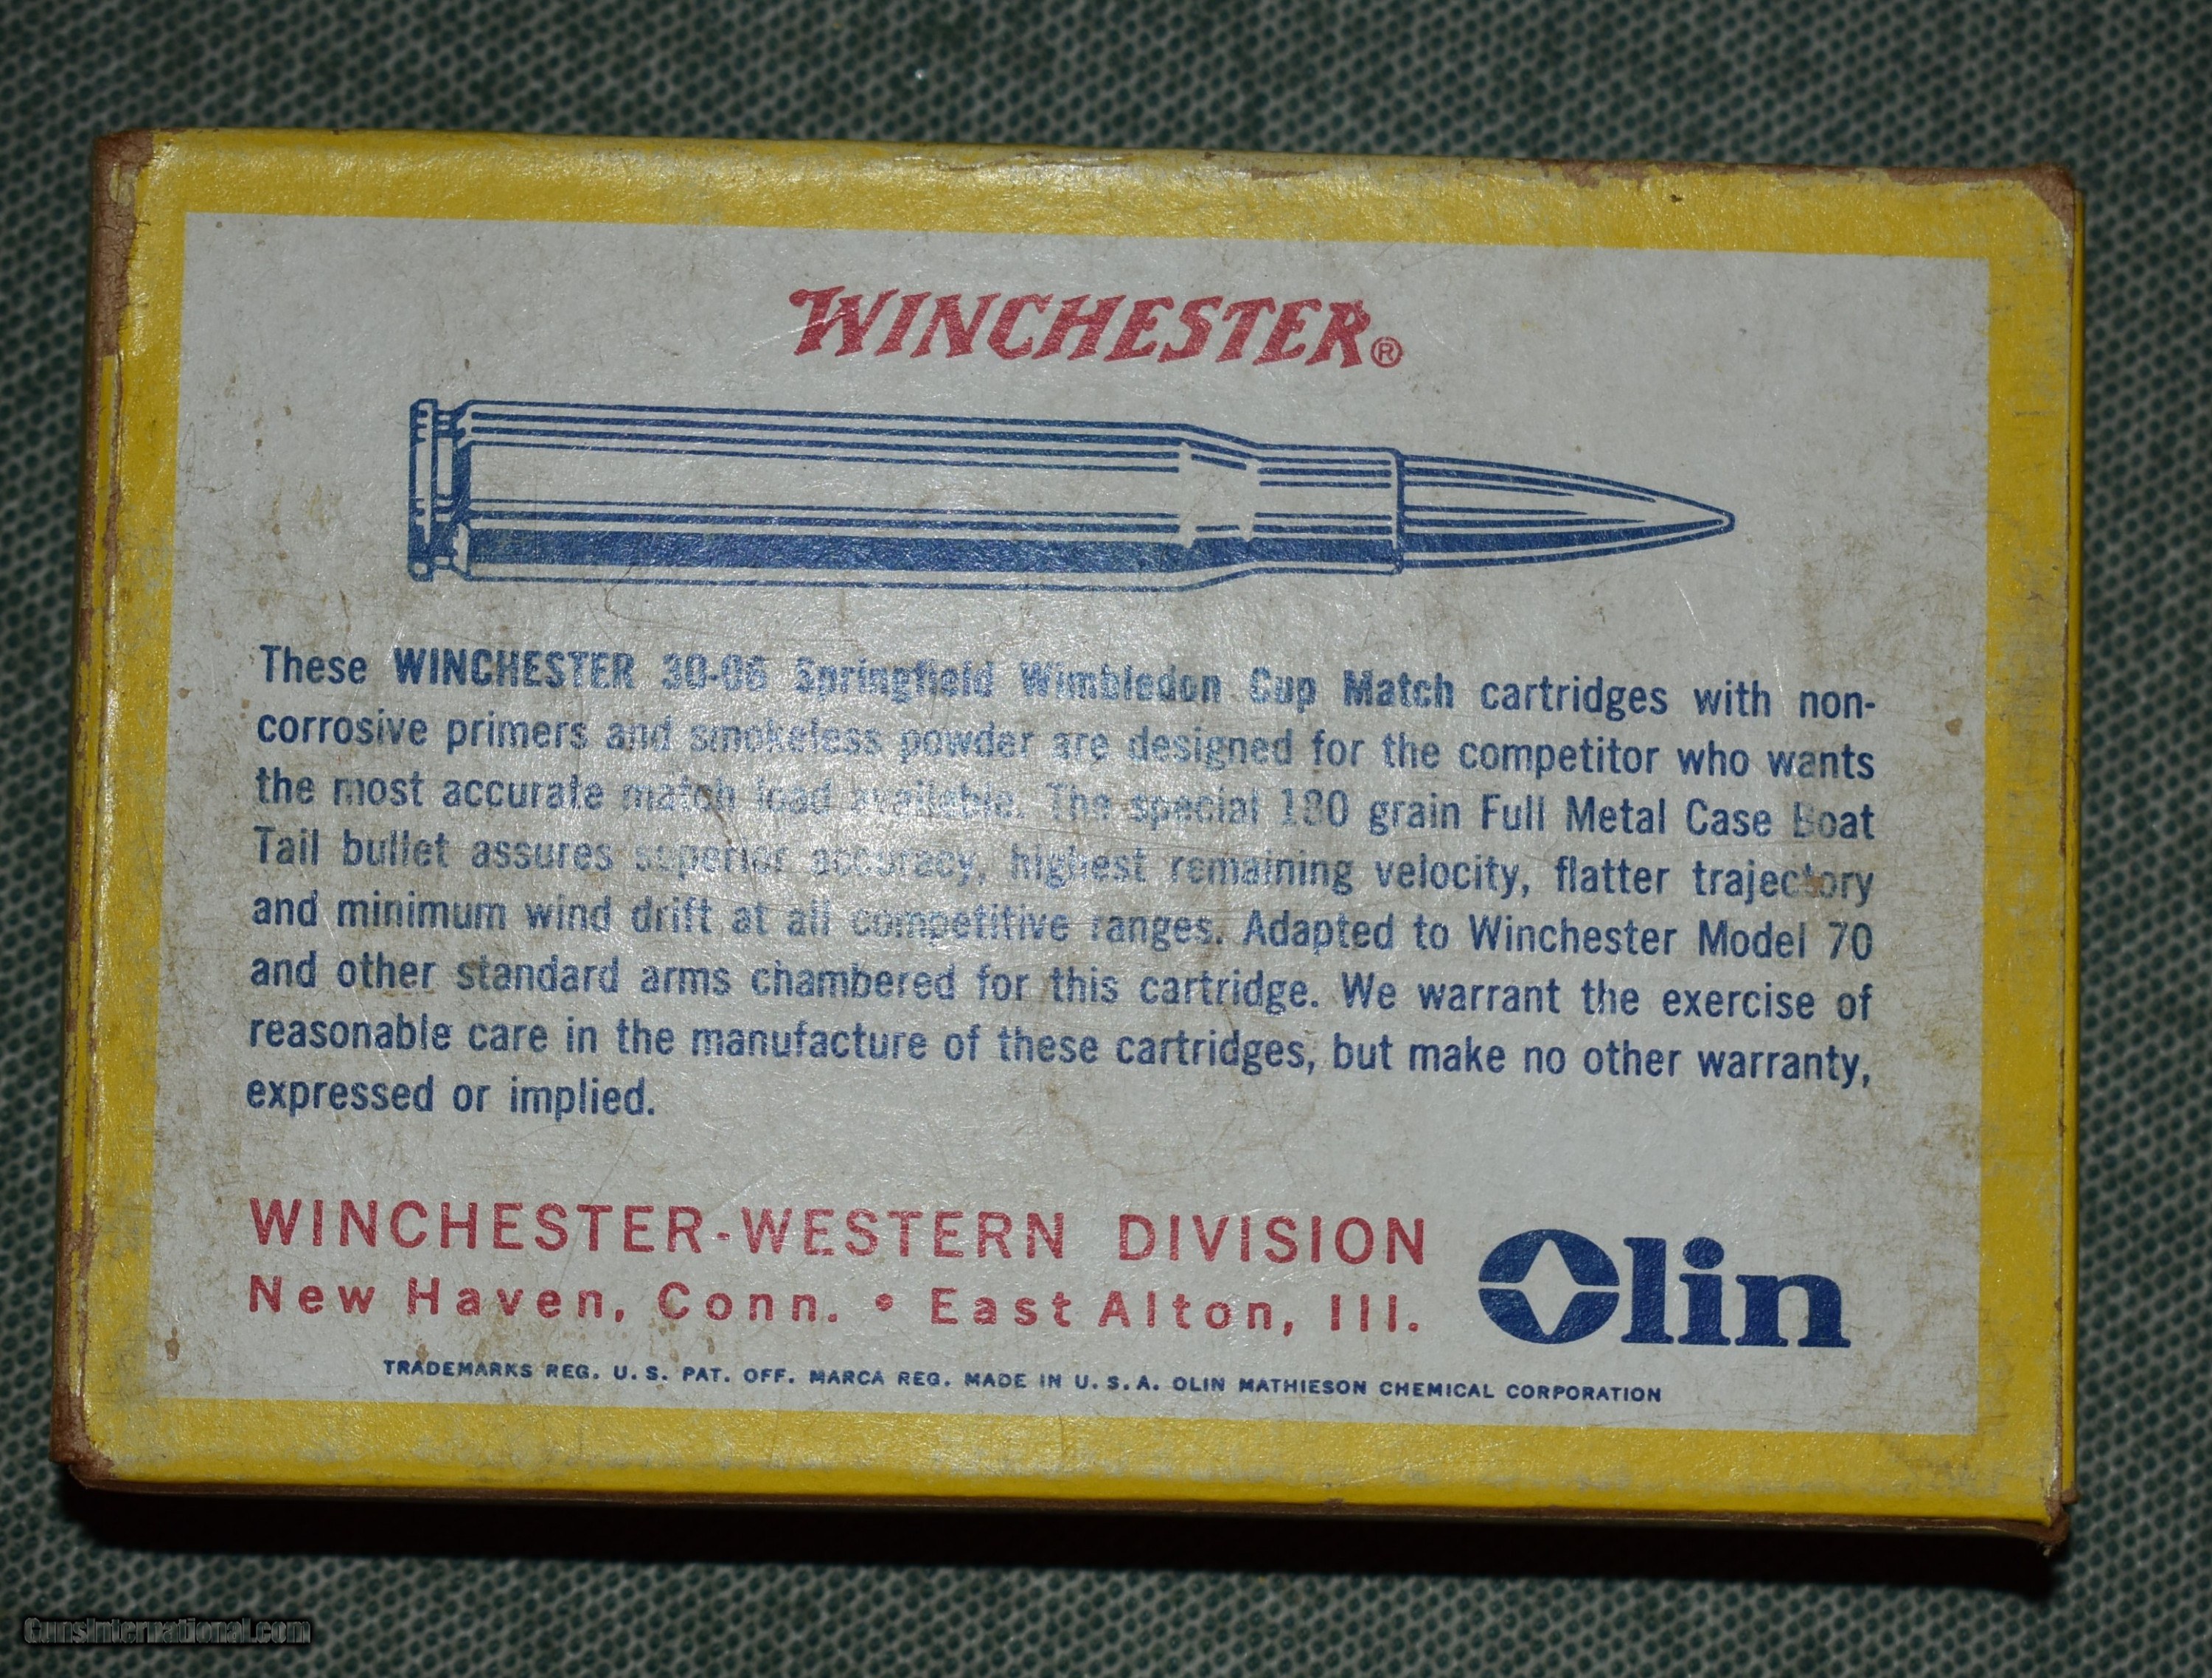 WINCHESTER®
These WINCHESTER 30-06 Springfield Wimbledon Cup Match cartridges with non-
corrosive primers and smokeless powder are designed for the competitor who wants
the most accurate match load available. The special 180 grain Full Metal Case Boat
Tail bullet assures superior accuracy, highest remaining velocity, flatter trajectory
and minimum wind drift at all competitive ranges. Adapted to Winchester Model 70
and other standard arms chambered for this cartridge. We warrant the exercise of
reasonable care in the manufacture of these cartridges, but make no other warranty,
expressed or implied.
WINCHESTER-WESTERN DIVISION
New Haven, Conn. • East Alton, Ill.
Olin
TRADEMARKS REG. U. S. PAT. OFF. MARCA REG. MADE IN U. S. A. OLIN MATHIESON CHEMICAL CORPORATION
GunsInternational.com